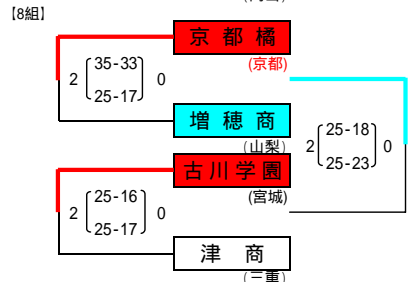 【8組】
京都橘
(京都)
2 35-33 0
25-17
増穂商
(山梨)
2 25-18 0
25-23
古川学園
(宮城)
2 25-16 0
25-17
津商
(三重)